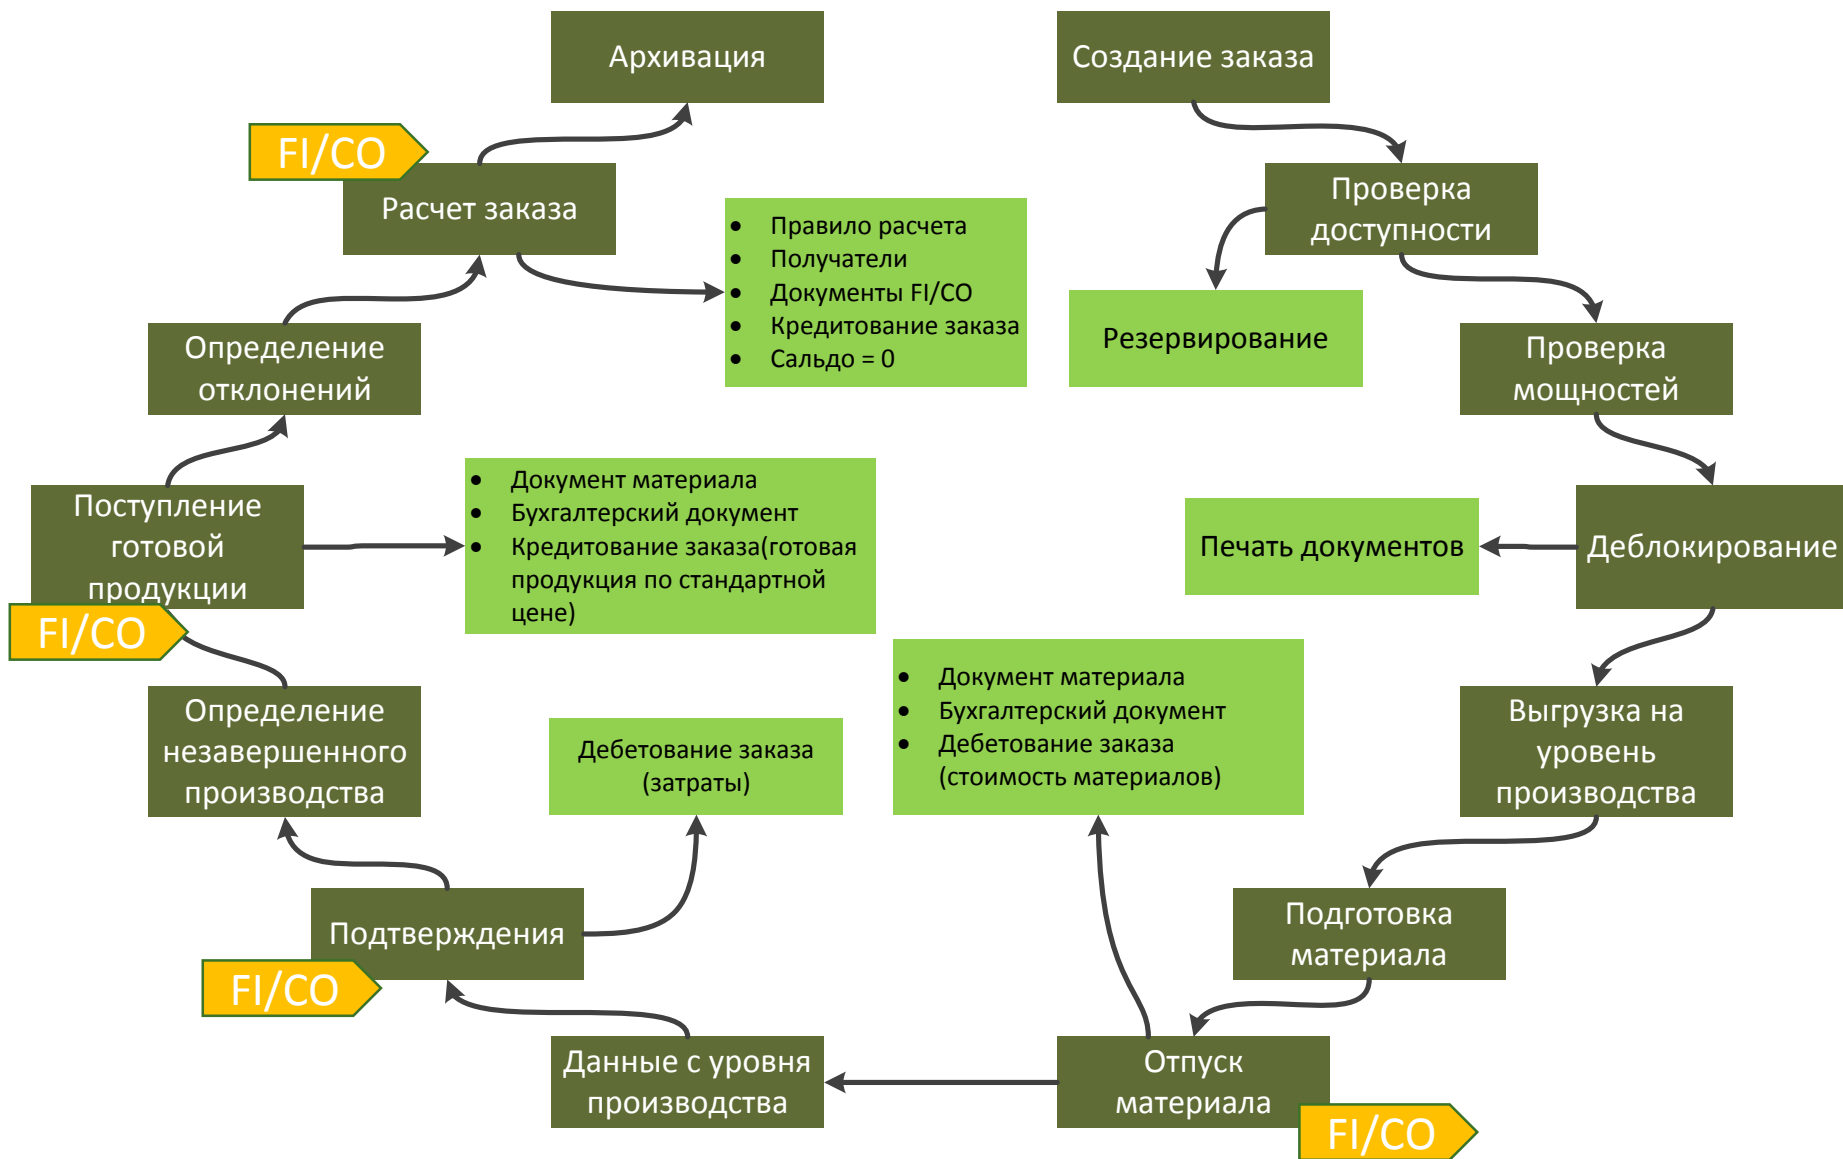 Архивация
Создание заказа
FI/CO
Расчет заказа
Проверка
доступности
• Правило расчета
• Получатели
• Документы FI/CO
• Кредитование заказа
• Сальдо = 0
Резервирование
Определение
отклонений
Проверка
мощностей
Поступление
готовой
продукции
FI/CO
• Документ материала
• Бухгалтерский документ
• Кредитование заказа(готовая
продукция по стандартной
цене)
Печать документов
Деблокирование
Определение
незавершенного
производства
Дебетование заказа
(затраты)
• Документ материала
• Бухгалтерский документ
• Дебетование заказа
(стоимость материалов)
Выгрузка на
уровень
производства
Подтверждения
FI/CO
Подготовка
материала
Данные с уровня
производства
Отпуск
материала
FI/CO